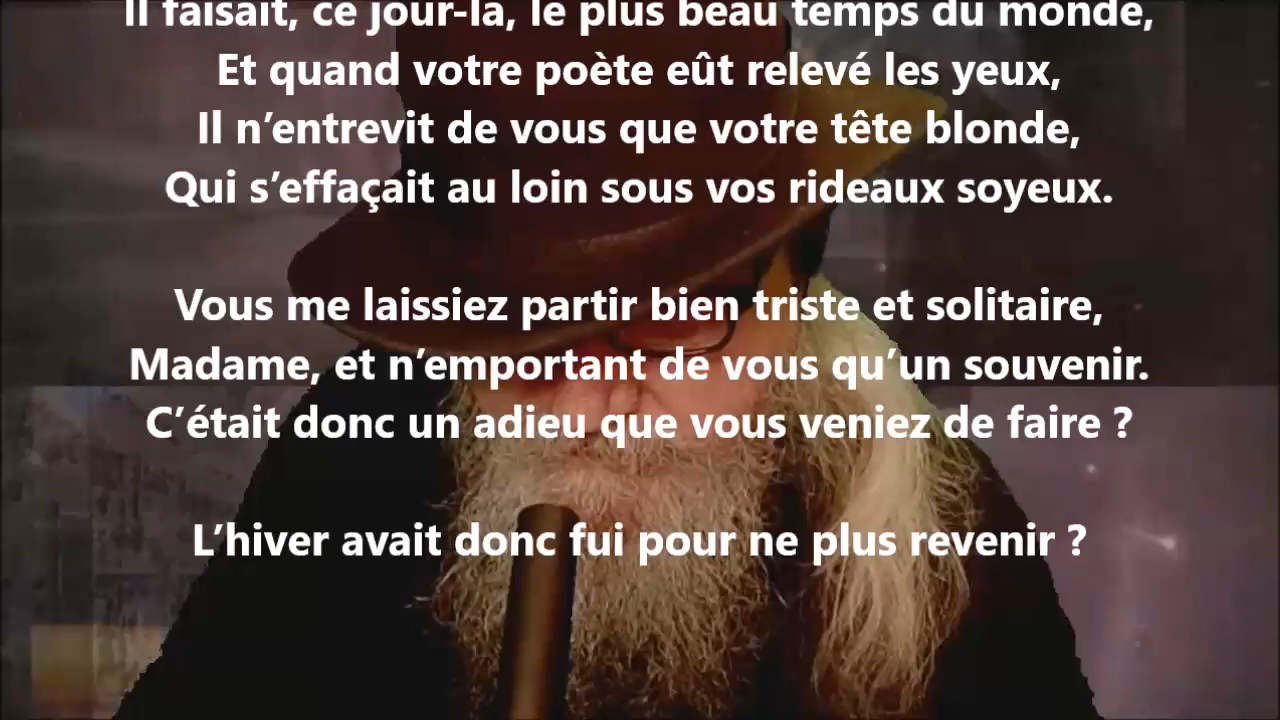 Il faisait, ce jour-là, le plus beau temps du monde,
Et quand votre poète eût relevé les yeux,
Il n’entrevit de vous que votre tête blonde,
Qui s’effaçait au loin sous vos rideaux soyeux.
Vous me laissiez partir bien triste et solitaire,
Madame, et n’emportant de vous qu’un souvenir.
C’était donc un adieu que vous veniez de faire ?
L’hiver avait donc fui pour ne plus revenir ?